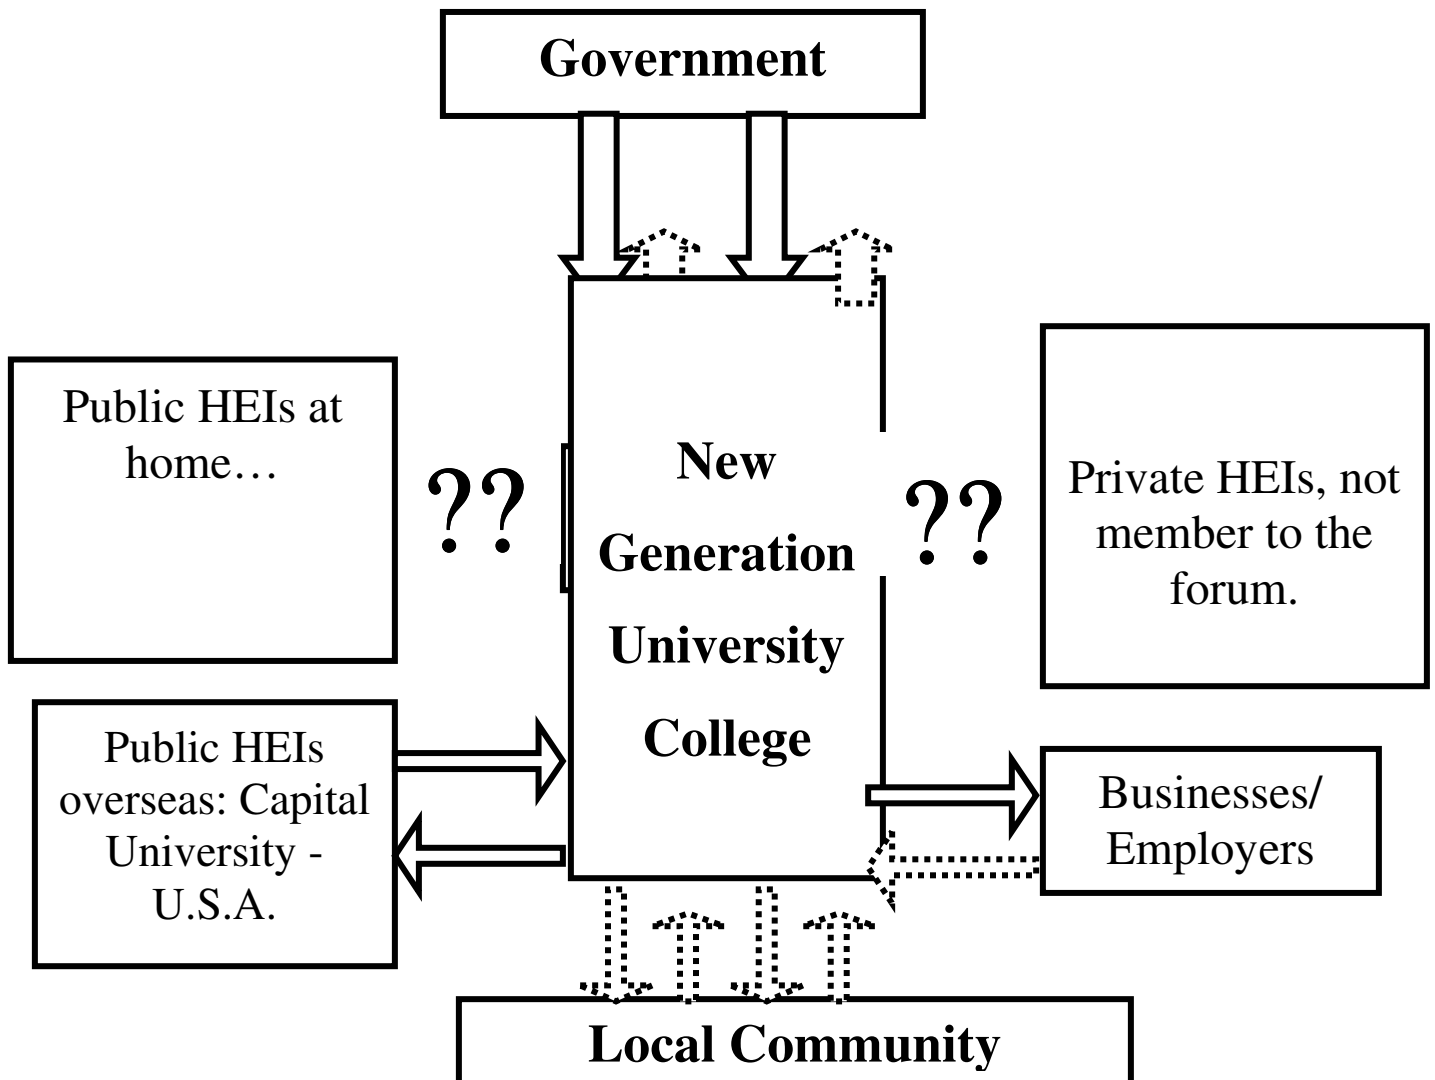 Government
Public HEIs at
home…
??
New
Generation
University
College
??
Private HEIs, not
member to the
forum.
Public HEIs
overseas: Capital
University -
U.S.A.
Businesses/
Employers
Local Community